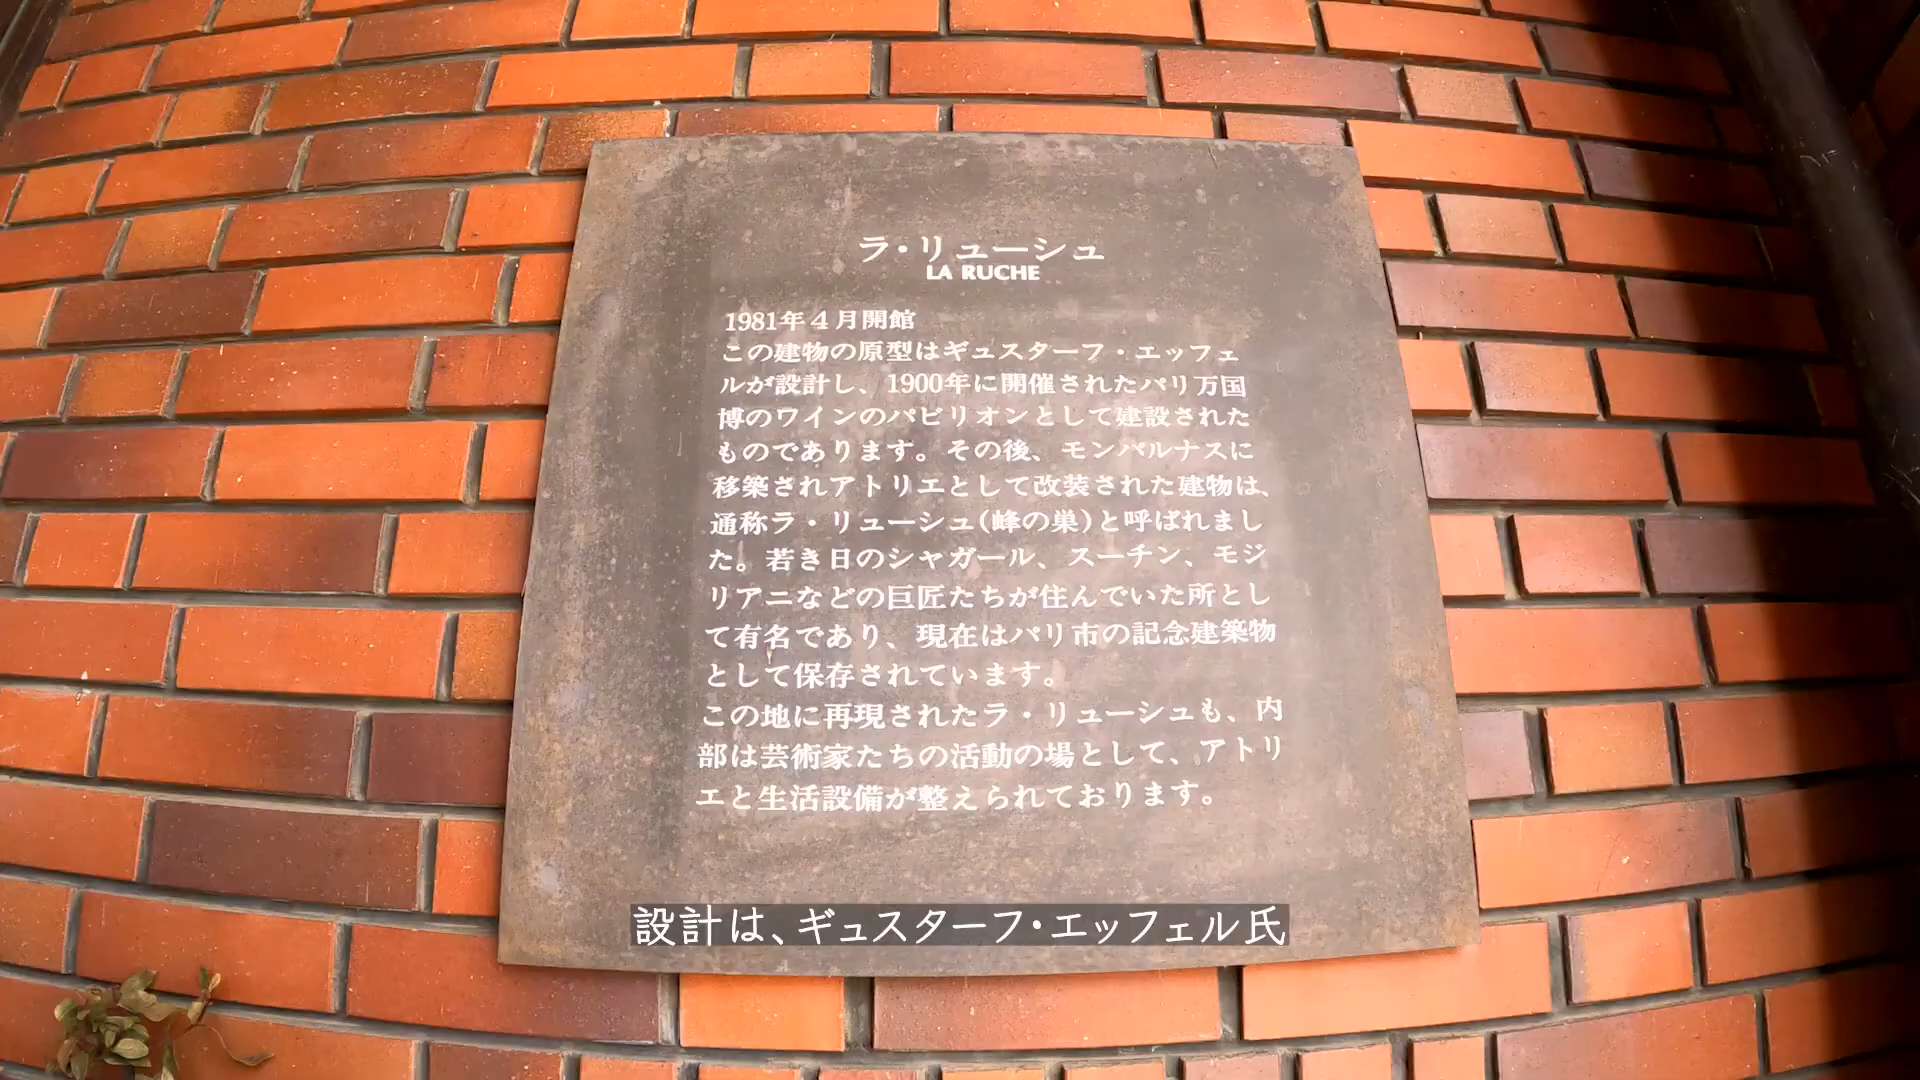 ラ・リューシュ
LA RUCHE
1981年4月開館
この建物の原型はギュスターフ・エッフェ
ルが設計し、1900年に開催されたパリ万国
博のワインのパビリオンとして建設された
ものであります。その後、モンパルナスに
移築されアトリエとして改装された建物は、
通称ラ・リューシュ(峰の巣)と呼ばれまし
た。若き日のシャガール、スーチン、モジ
リアニなどの巨匠たちが住んでいた所とし
て有名であり、現在はパリ市の記念建築物
として保存されています。
この地に再現されたラ・リューシュも、内
部は芸術家たちの活動の場として、アトリ
エと生活設備が整えられております。
設計は、ギュスターフ・エッフェル氏